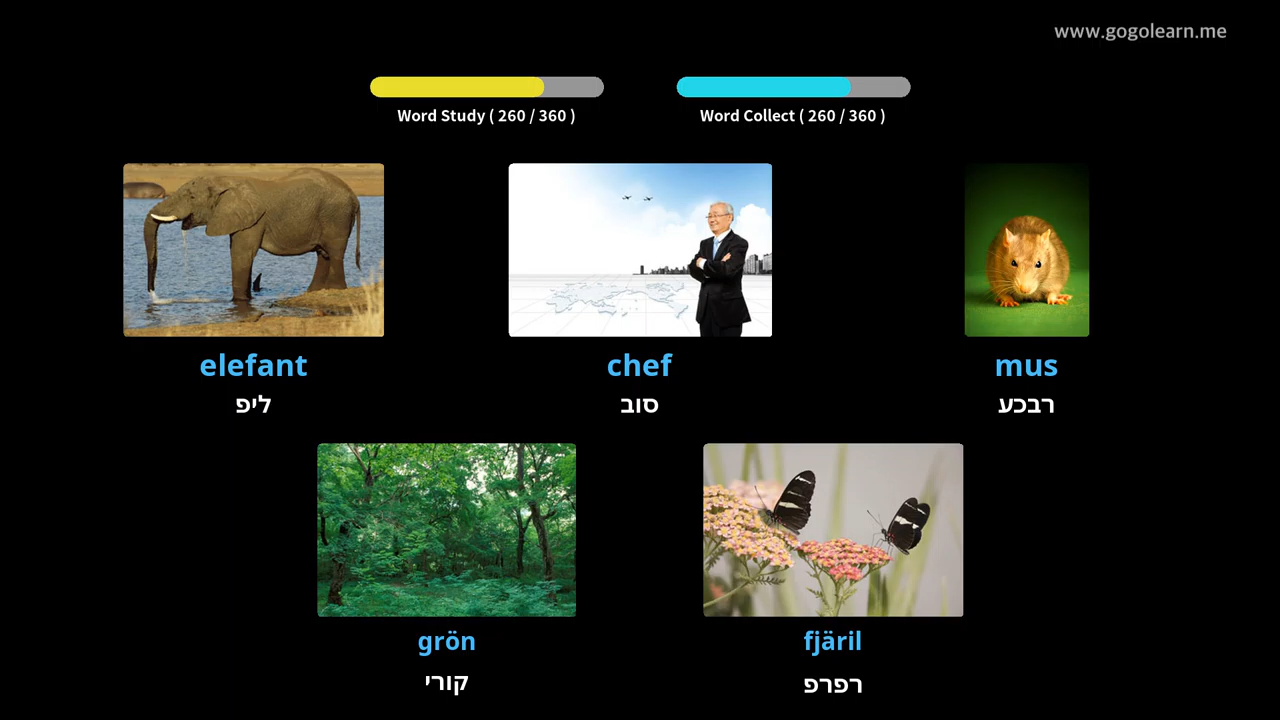 www.gogolearn.me
Word Study ( 260 / 360 )
Word Collect ( 260 / 360 )
elefant
ליפ
chef
סוב
mus
רבכע
grön
קורי
fjäril
רפרפ